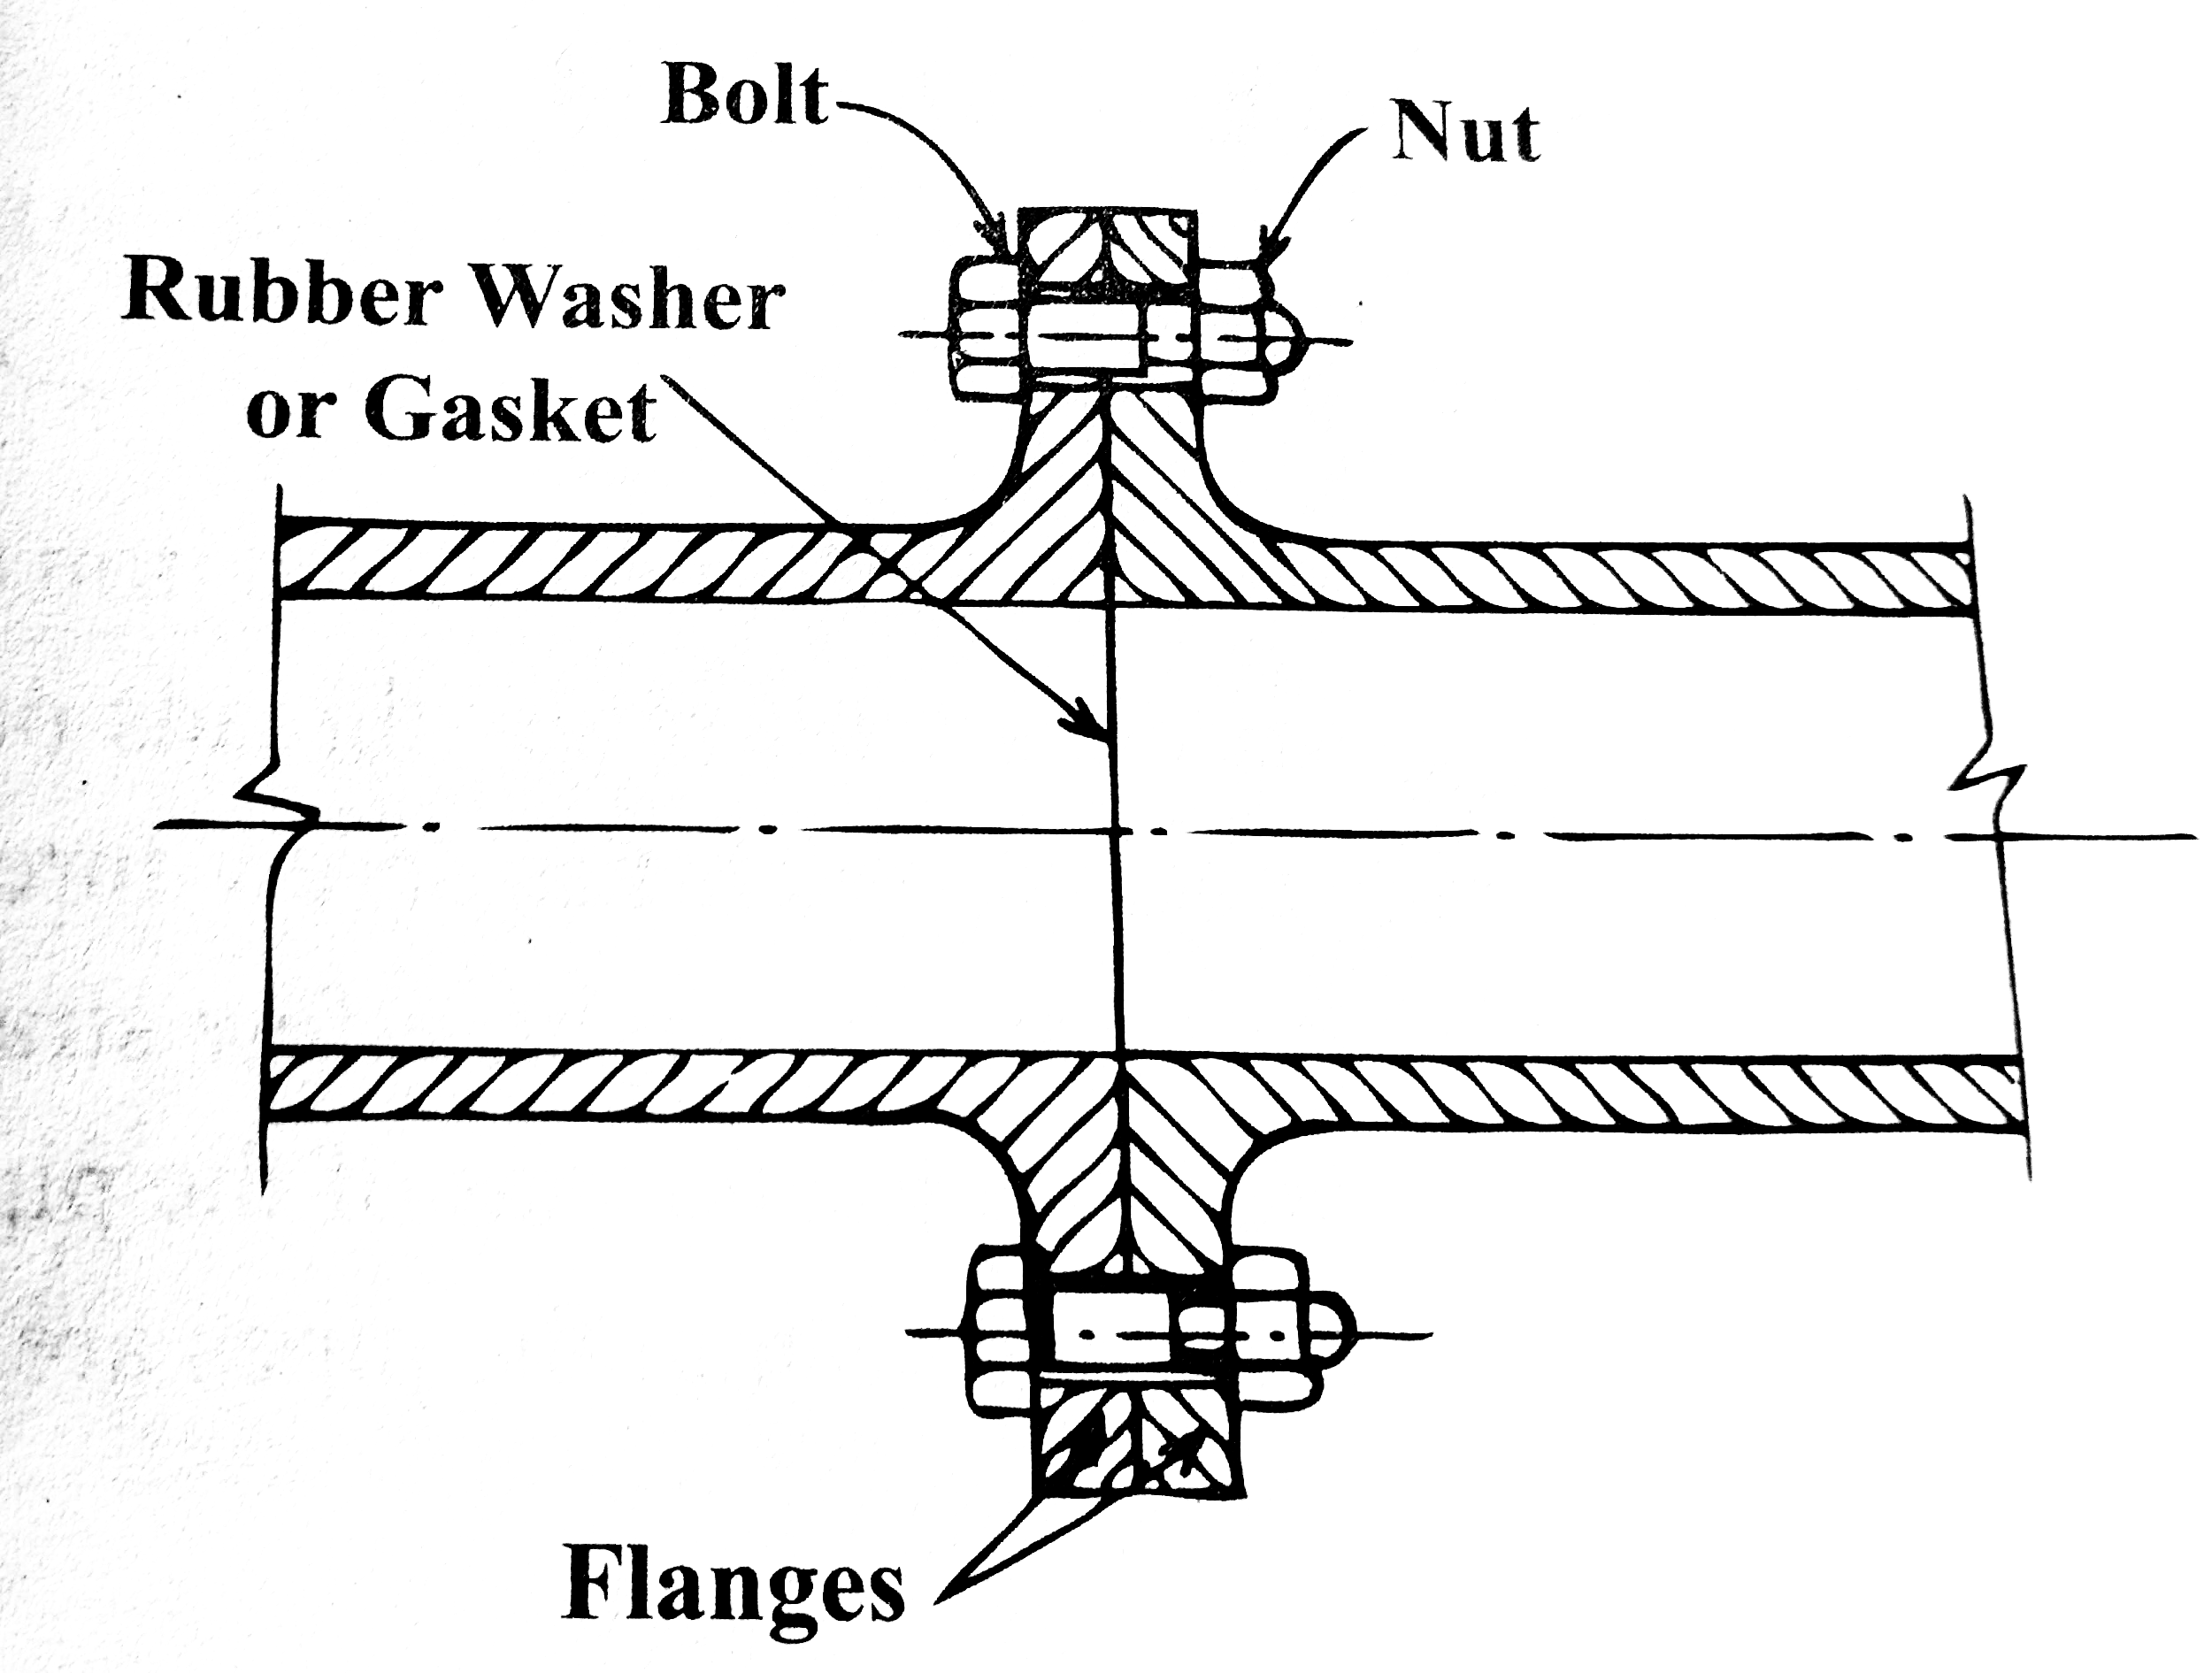 Bolt
Nut
Rubber Washer
or Gasket
Flanges